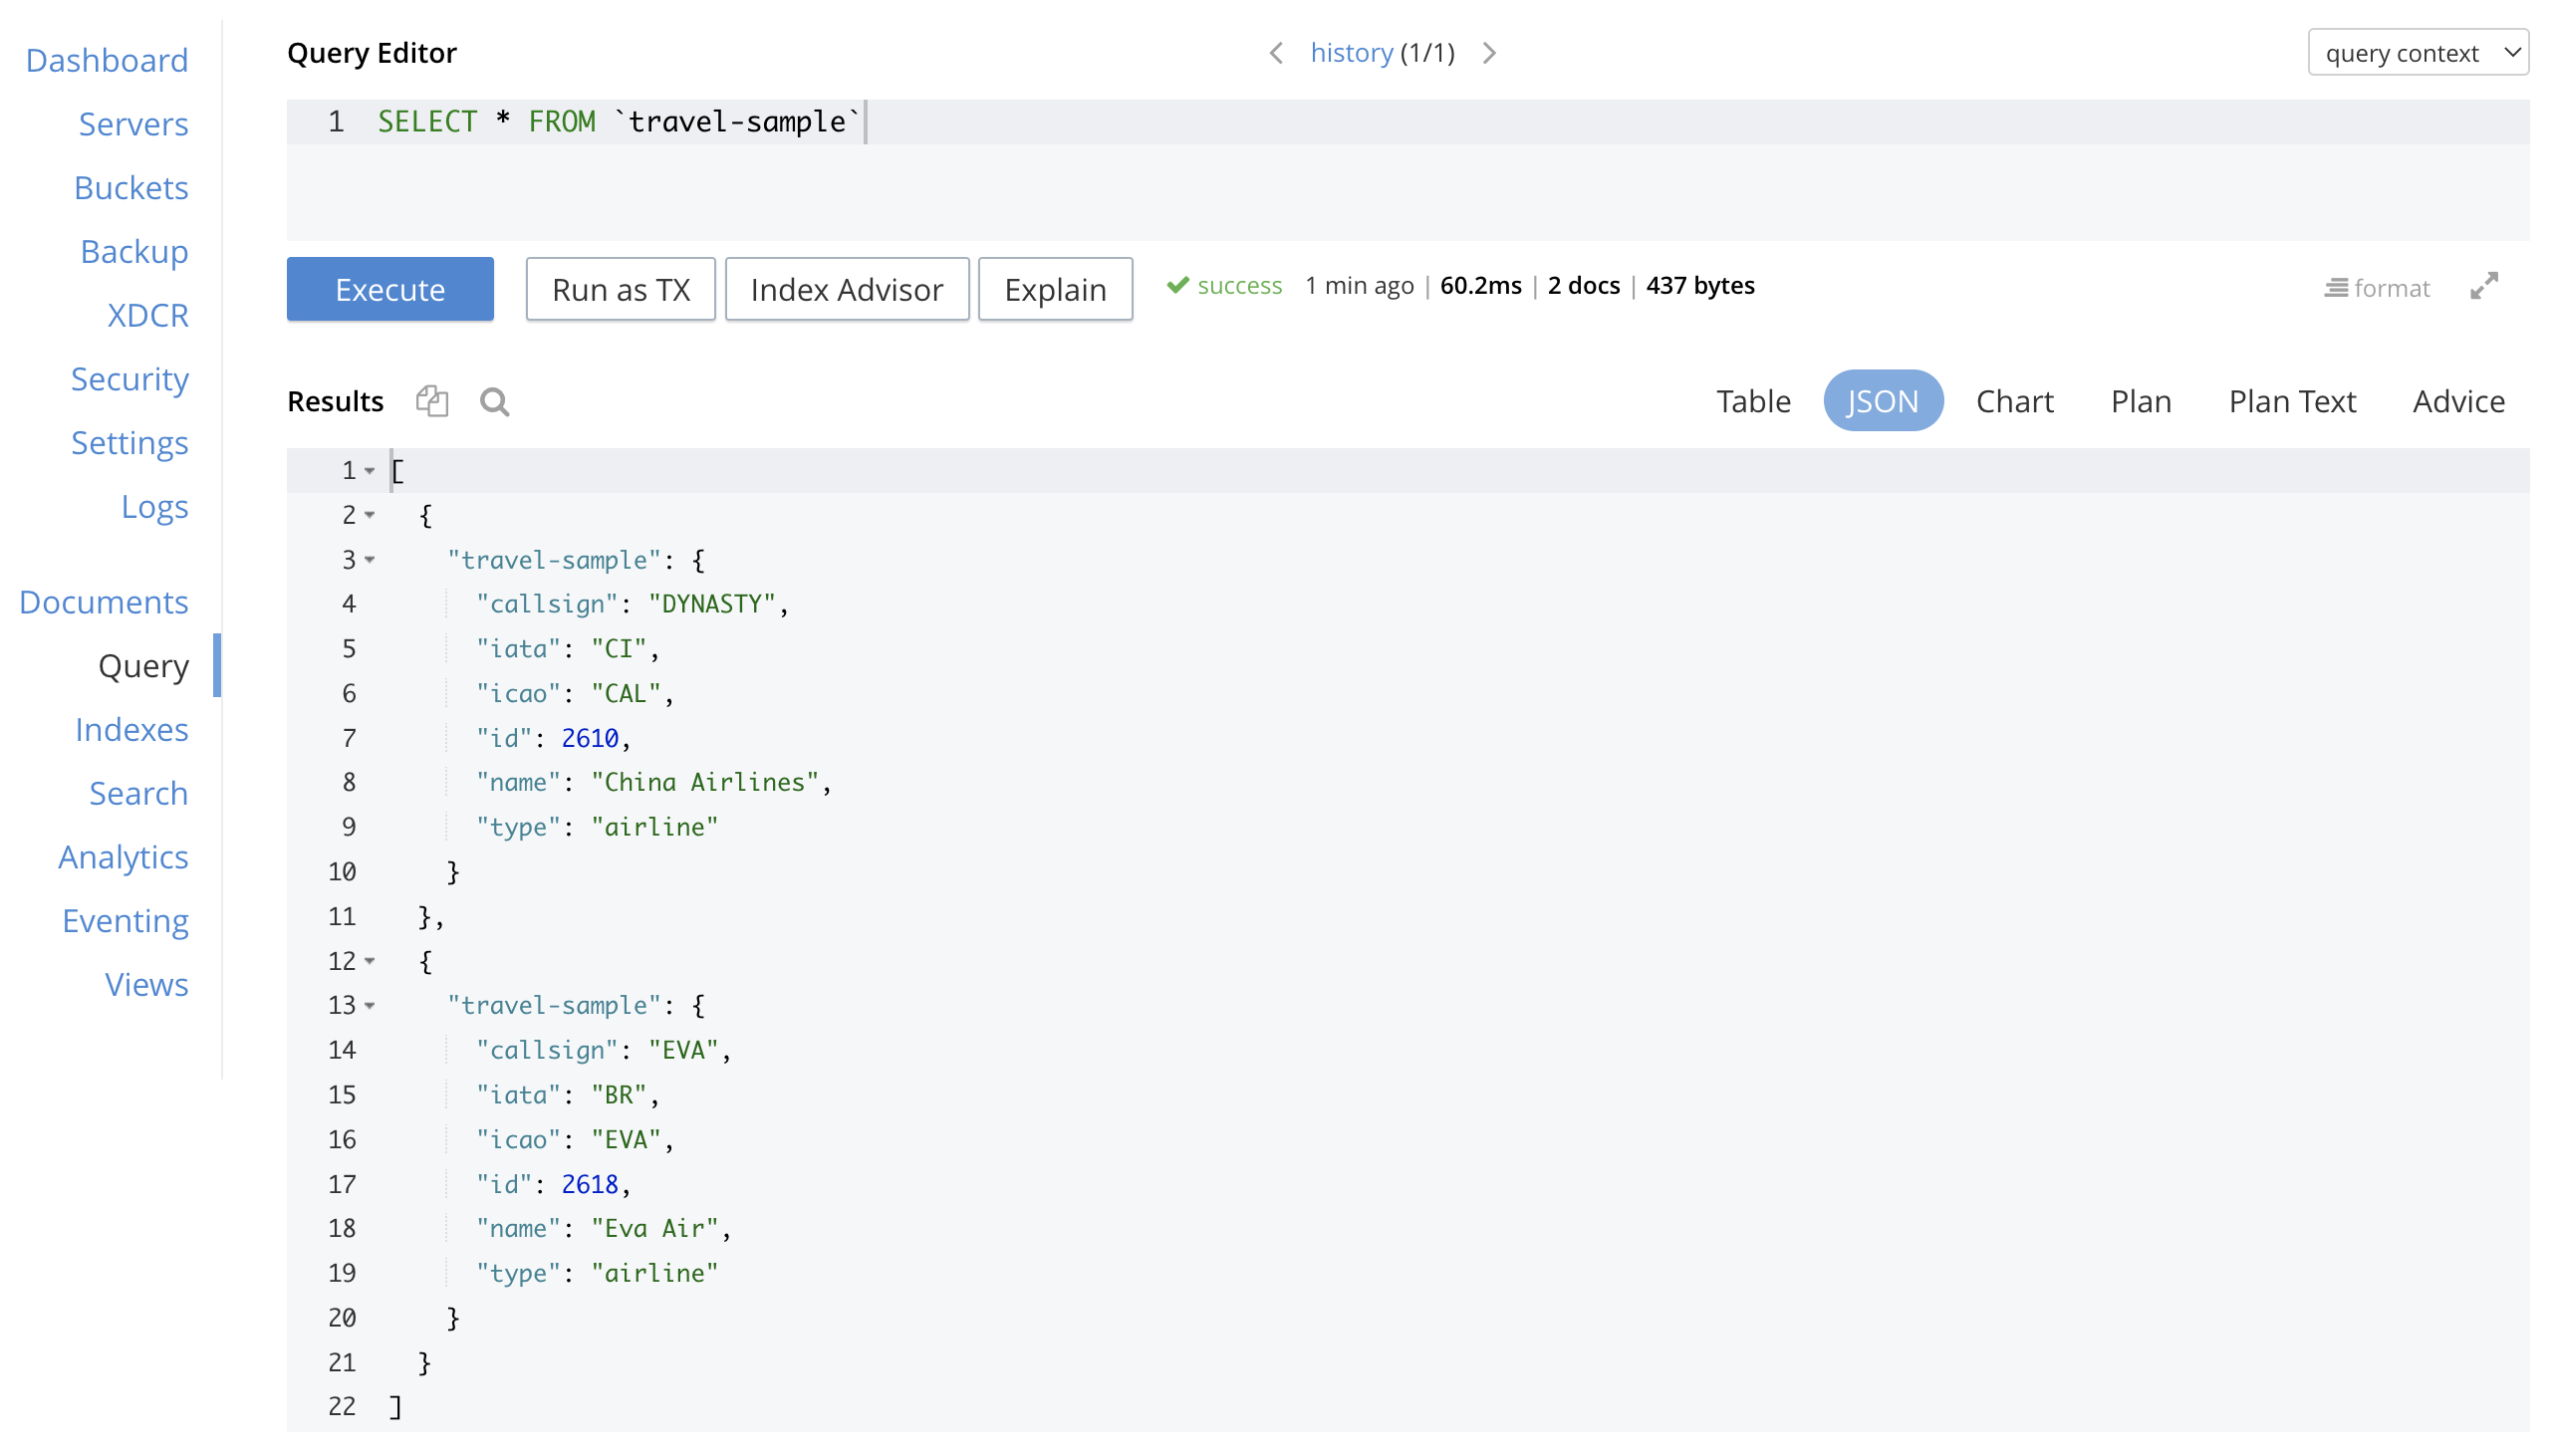 Dashboard
Servers
Buckets
Backup
XDCR
Security
Settings
Logs
Documents
Query
Indexes
Search
Analytics
Eventing
Views
Query Editor
history (1/1)
query context
1 SELECT * FROM `travel-sample`
Execute Run as TX Index Advisor Explain success 1 min ago | 60.2ms | 2 docs | 437 bytes format
Results Table JSON Chart Plan Plan Text Advice
1 [
2 {
3 "travel-sample": {
4 "callsign": "DYNASTY",
5 "iata": "CI",
6 "icao": "CAL",
7 "id": 2610,
8 "name": "China Airlines",
9 "type": "airline"
10 }
11 },
12 {
13 "travel-sample": {
14 "callsign": "EVA",
15 "iata": "BR",
16 "icao": "EVA",
17 "id": 2618,
18 "name": "Eva Air",
19 "type": "airline"
20 }
21 }
22 ]